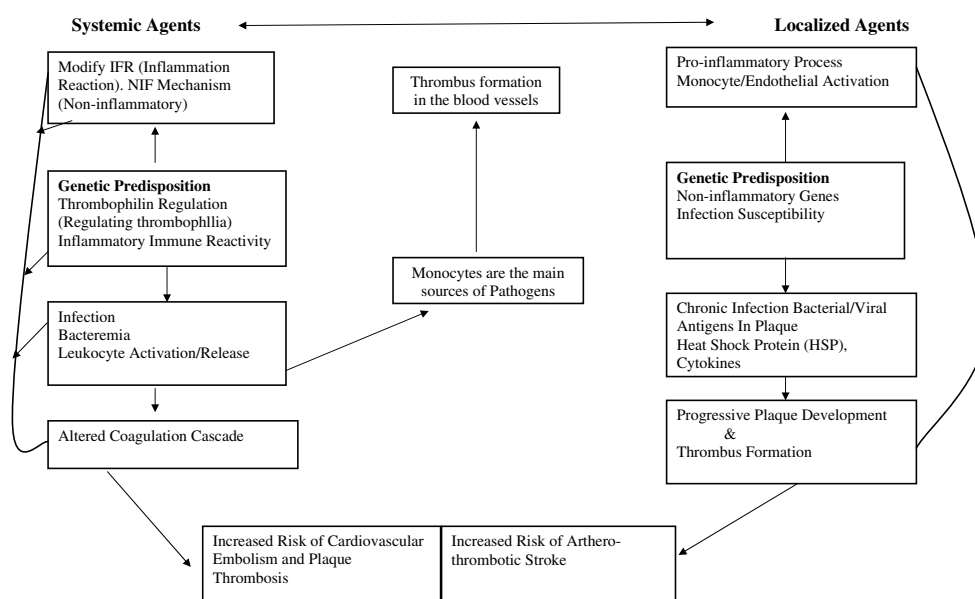 Systemic Agents
Localized Agents
Modify IFR (Inflammation
Reaction). NIF Mechanism
(Non-inflammatory)
Genetic Predisposition
Thrombophilin Regulation
(Regulating thrombophllia)
Inflammatory Immune Reactivity
Infection
Bacteremia
Leukocyte Activation/Release
Altered Coagulation Cascade
Thrombus formation
in the blood vessels
Monocytes are the main
sources of Pathogens
Pro-inflammatory Process
Monocyte/Endothelial Activation
Genetic Predisposition
Non-inflammatory Genes
Infection Susceptibility
Chronic Infection Bacterial/Viral
Antigens In Plaque
Heat Shock Protein (HSP),
Cytokines
Progressive Plaque Development
&
Thrombus Formation
Increased Risk of Cardiovascular
Embolism and Plaque
Thrombosis
Increased Risk of Arthero-
thrombotic Stroke